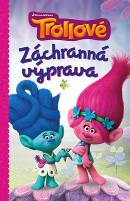 DREAMWORKS
Trollové
Záchranná
výprava